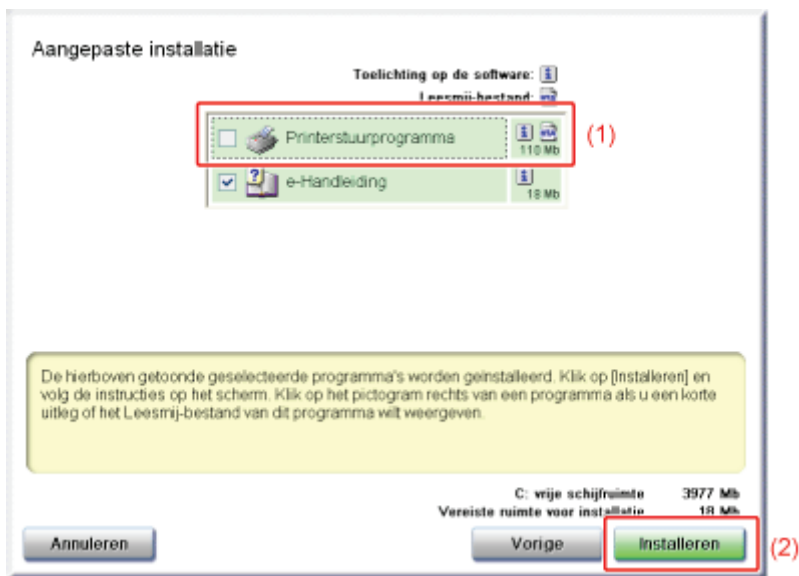 Aangepaste installatie
Toelichting op de software:
Leesmij-bestand:
Printerstuurprogramma
110 Mb
(1)
e-Handleiding
18 Mb
De hierboven getoonde geselecteerde programma's worden geinstalleerd. Klik op [Installeren] en
volg de instructies op het scherm. Klik op het pictogram rechts van een programma als u een korte
uitleg of het Leesmij-bestand van dit programma wilt weergeven.
C: vrije schijfruimte 3977 Mb
Vereiste ruimte voor installatie 18 Mb
Annuleren Vorige Installeren (2)